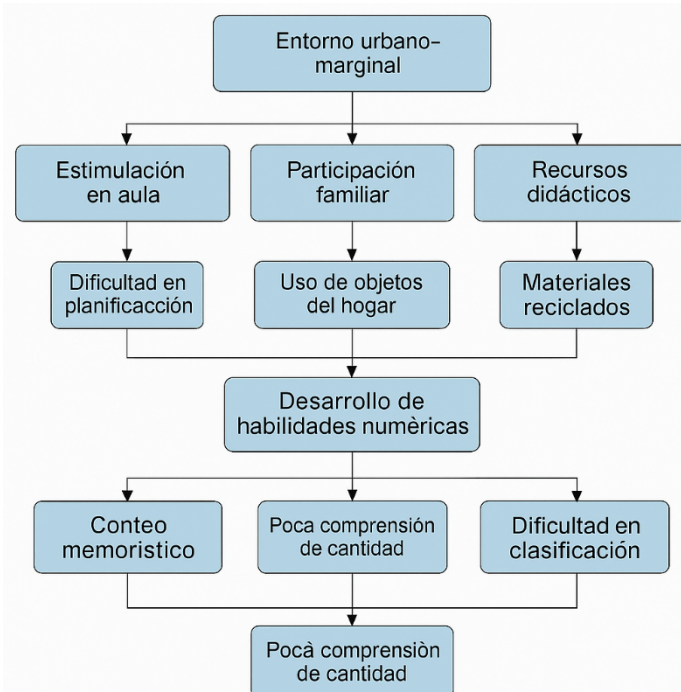 Entorno urbano–
marginal
Estimulación
en aula
Participación
familiar
Recursos
didácticos
Dificultad en
planificacción
Uso de objetos
del hogar
Materiales
reciclados
Desarrollo de
habilidades numèricas
Conteo
memoristico
Poca comprensión
de cantidad
Dificultad en
clasificación
Pocà comprensiòn
de cantidad